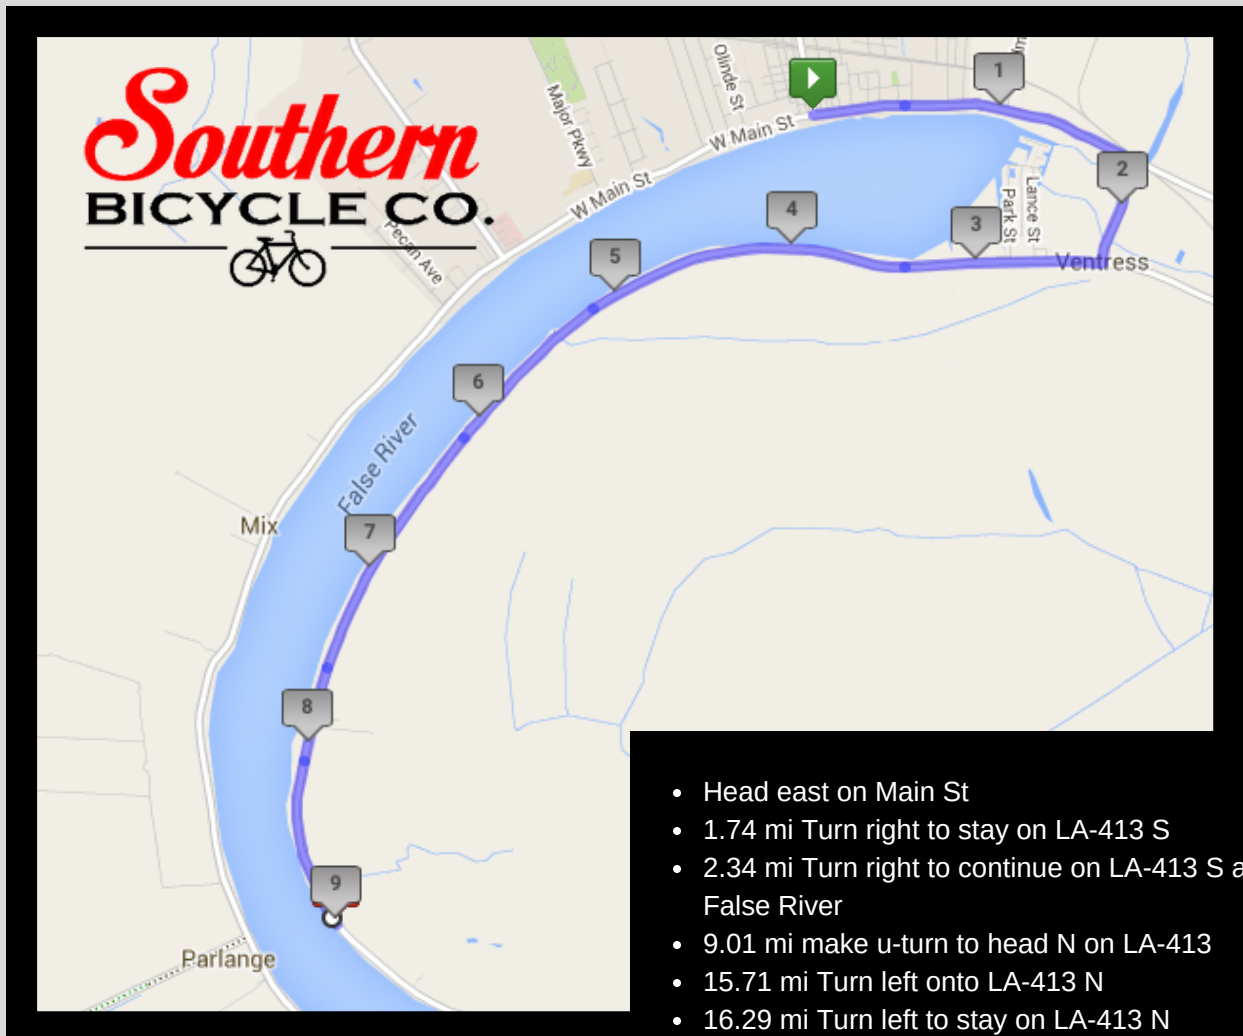 Southern
BICYCLE CO.
Olinde St
Major Pkwy
W Main St
W Main St
Pecan Ave
1
2
3
4
5
6
7
8
9
Park St
Lance St
Ventress
False River
Mix
Parlange
• Head east on Main St
• 1.74 mi Turn right to stay on LA-413 S
• 2.34 mi Turn right to continue on LA-413 S
False River
• 9.01 mi make u-turn to head N on LA-413
• 15.71 mi Turn left onto LA-413 N
• 16.29 mi Turn left to stay on LA-413 N